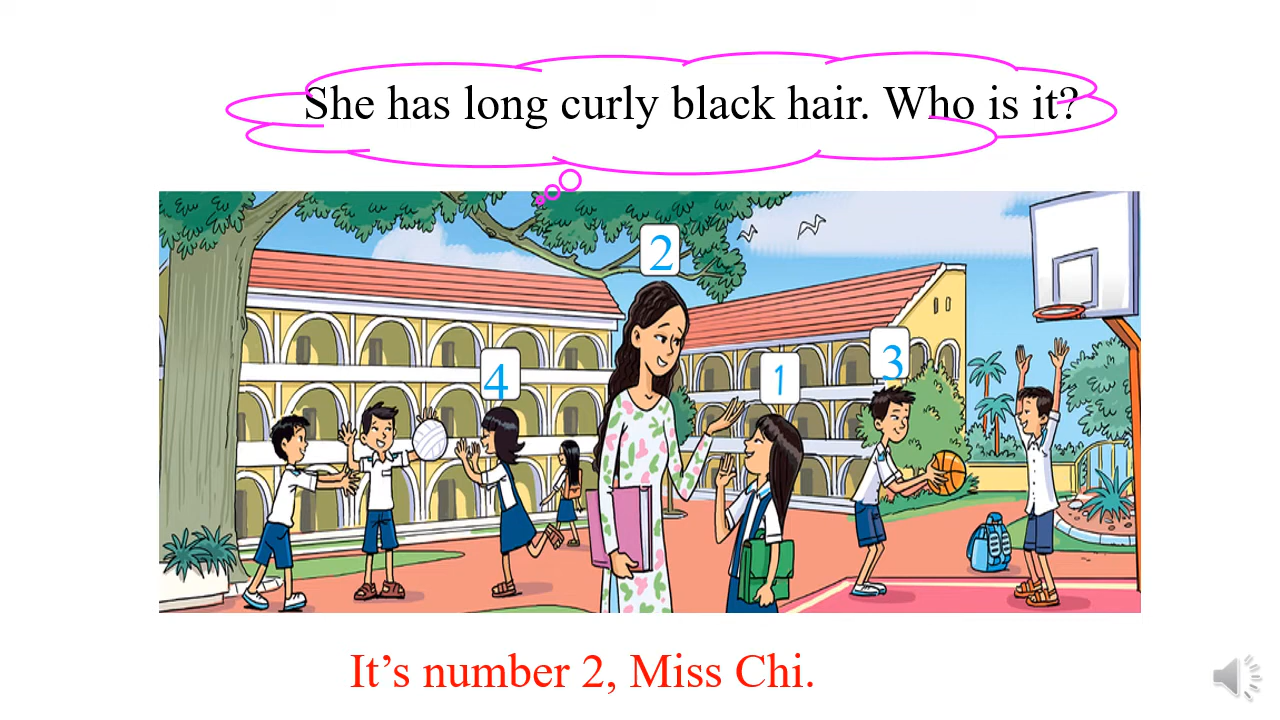 She has long curly black hair. Who is it?
2
3
1
4
It’s number 2, Miss Chi.